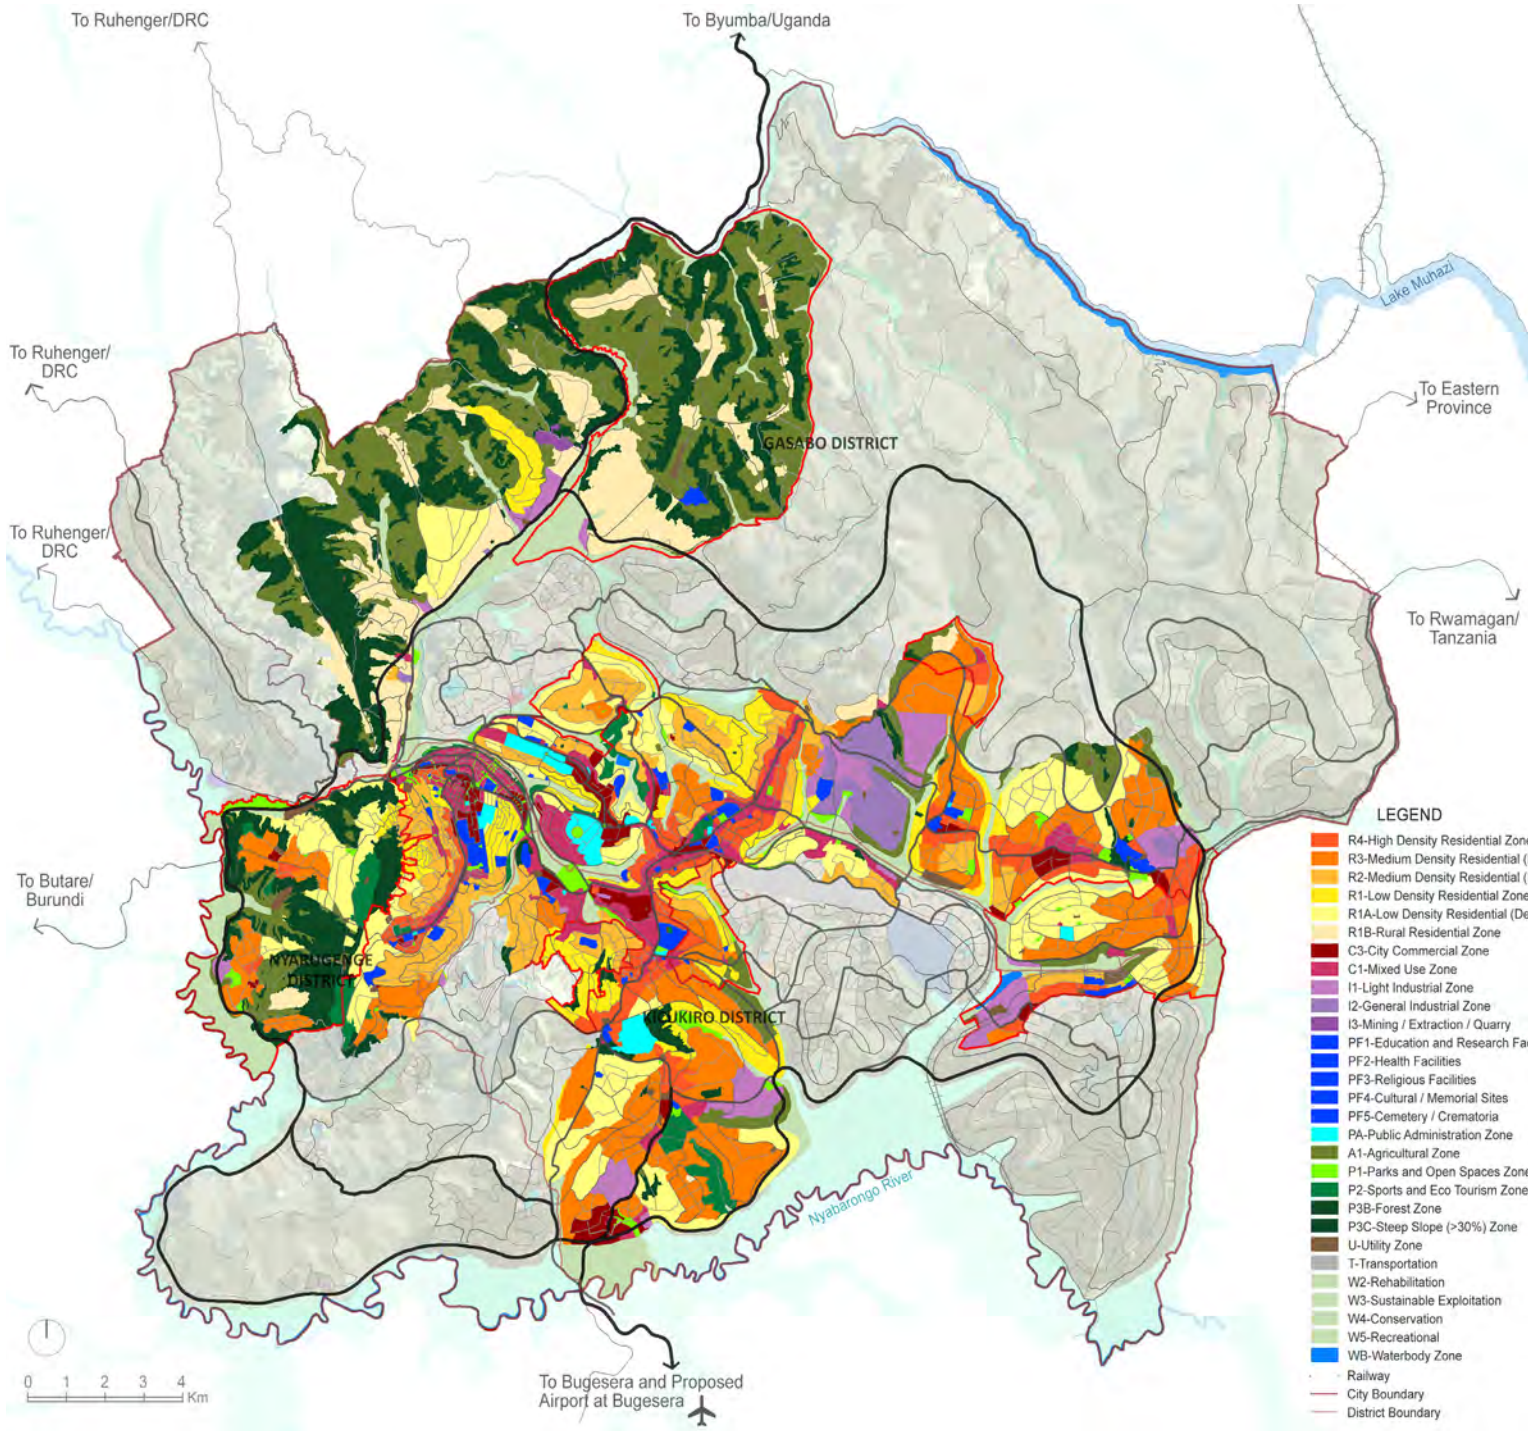 To Ruhenger/DRC
To Byumba/Uganda
Lake Muhazi
To Ruhenger/
DRC
To Eastern
Province
GASABO DISTRICT
To Ruhenger/
DRC
To Rwamagan/
Tanzania
To Butare/
Burundi
NYARUGENGE
DISTRICT
KICUKIRO DISTRICT
Nyabarongo River
To Bugesera and Proposed
Airport at Bugesera
0 1 2 3 4
Km
LEGEND
R4-High Density Residential Zone
R3-Medium Density Residential (
R2-Medium Density Residential (
R1-Low Density Residential Zone
R1A-Low Density Residential (De
R1B-Rural Residential Zone
C3-City Commercial Zone
C1-Mixed Use Zone
I1-Light Industrial Zone
I2-General Industrial Zone
I3-Mining / Extraction / Quarry
PF1-Education and Research Fac
PF2-Health Facilities
PF3-Religious Facilities
PF4-Cultural / Memorial Sites
PF5-Cemetery / Crematoria
PA-Public Administration Zone
A1-Agricultural Zone
P1-Parks and Open Spaces Zone
P2-Sports and Eco Tourism Zone
P3B-Forest Zone
P3C-Steep Slope (>30%) Zone
U-Utility Zone
T-Transportation
W2-Rehabilitation
W3-Sustainable Exploitation
W4-Conservation
W5-Recreational
WB-Waterbody Zone
Railway
City Boundary
District Boundary